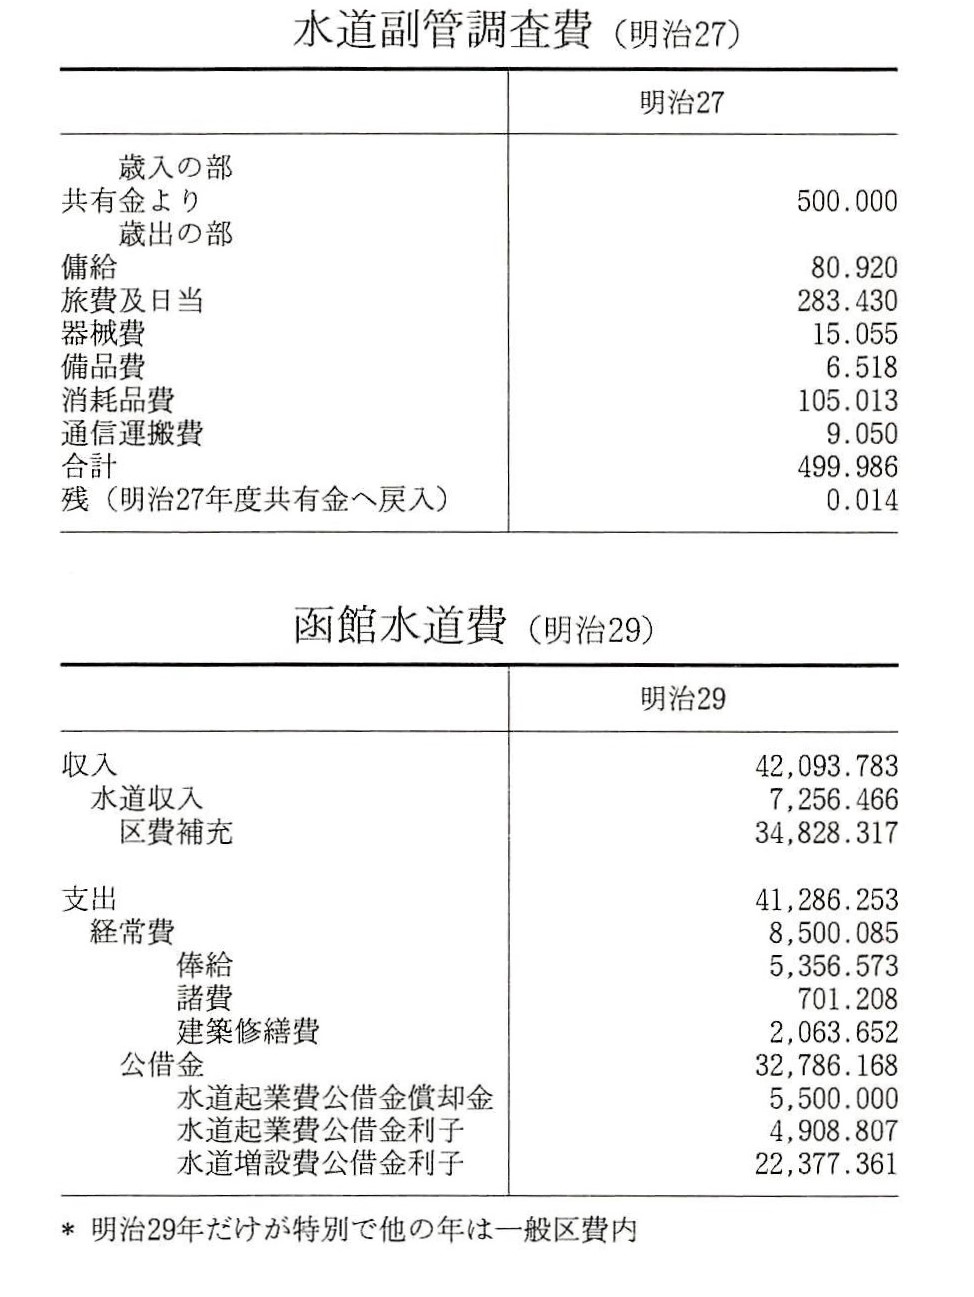 水道副管調査費（明治27）
明治27
歳入の部
共有金より 500.000
歳出の部
傭給 80.920
旅費及日当 283.430
器械費 15.055
備品費 6.518
消耗品費 105.013
通信運搬費 9.050
合計 499.986
残（明治27年度共有金へ戻入） 0.014
函館水道費（明治29）
明治29
収入 42,093.783
水道収入 7,256.466
区費補充 34,828.317
支出 41,286.253
経常費 8,500.085
俸給 5,356.573
諸費 701.208
建築修繕費 2,063.652
公借金 32,786.168
水道起業費公借金償却金 5,500.000
水道起業費公借金利子 4,908.807
水道増設費公借金利子 22,377.361
* 明治29年だけが特別で他の年は一般区費内